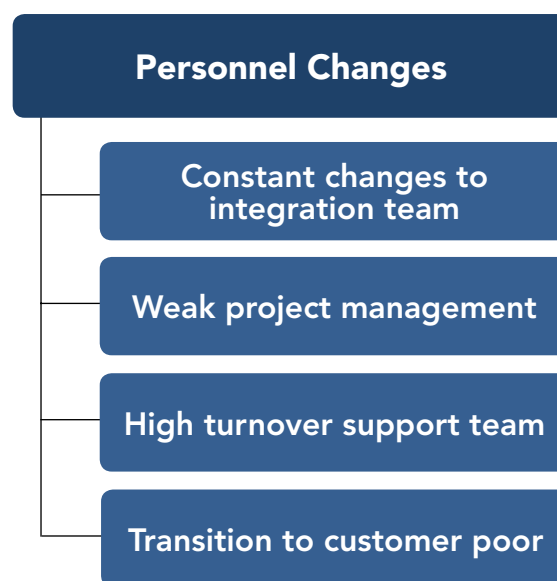 Personnel Changes
Constant changes to
integration team
Weak project management
High turnover support team
Transition to customer poor